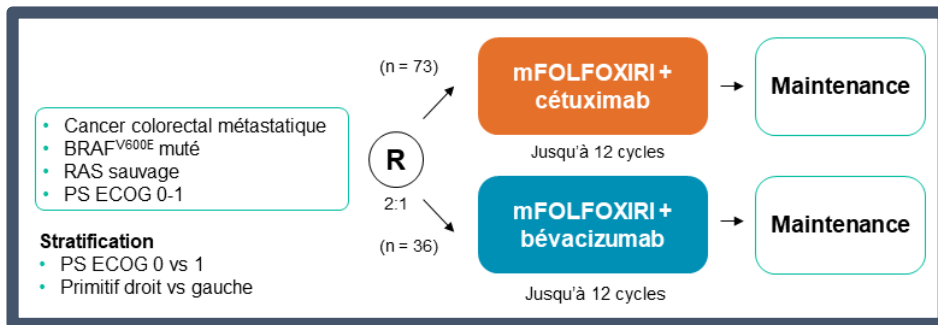 • Cancer colorectal métastatique
• BRAFV600E muté
• RAS sauvage
• PS ECOG 0-1
Stratification
• PS ECOG 0 vs 1
• Primitif droit vs gauche
R
2:1
(n = 73)
mFOLFOXIRI +
cétuximab
Jusqu'à 12 cycles
Maintenance
(n = 36)
mFOLFOXIRI +
bévacizumab
Jusqu'à 12 cycles
Maintenance